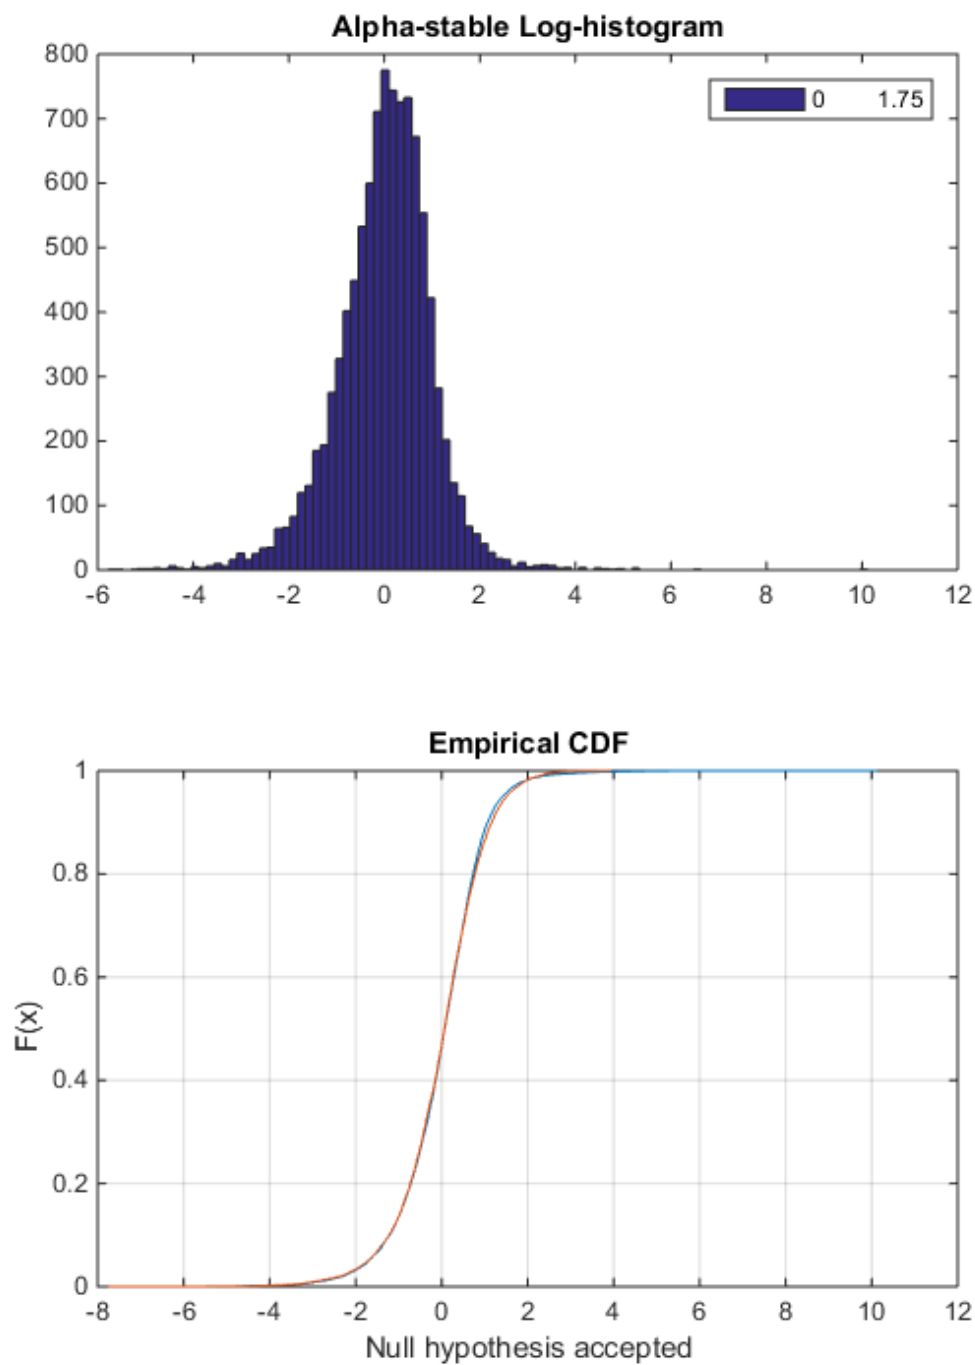 Alpha-stable Log-histogram
800
700
600
500
400
300
200
100
0
0 1.75
-6 -4 -2 0 2 4 6 8 10 12
Empirical CDF
1
0.8
0.6
0.4
0.2
0
F(x)
-8 -6 -4 -2 0 2 4 6 8 10 12
Null hypothesis accepted